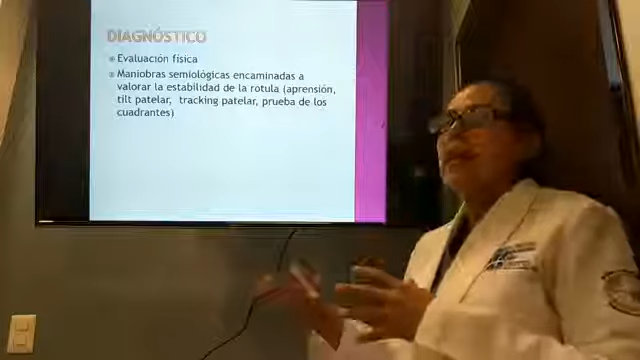 DIAGNÓSTICO
Evaluación física
Maniobras semiológicas encaminadas a
valorar la estabilidad de la rotula (aprensión,
tilt patelar, tracking patelar, prueba de los
cuadrantes)